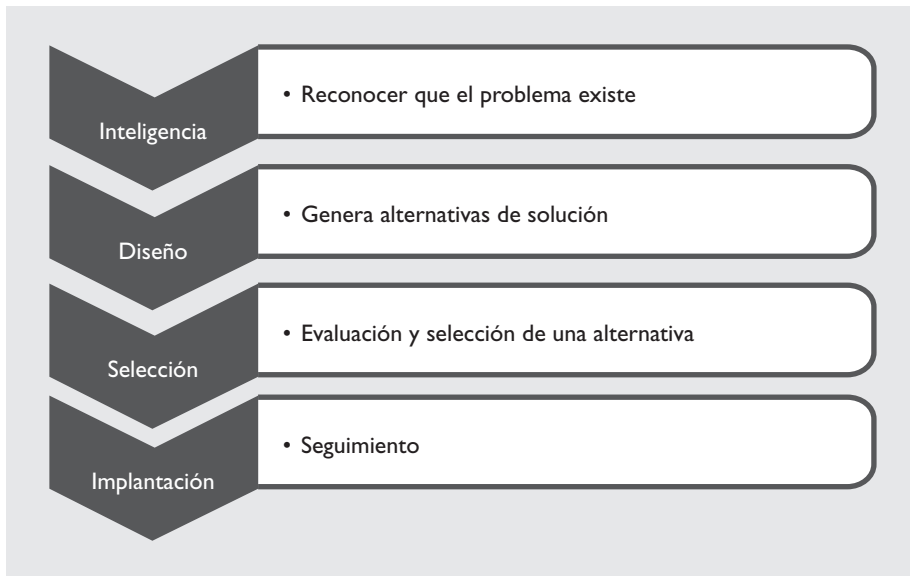 Inteligencia
• Reconocer que el problema existe
Diseño
• Genera alternativas de solución
Selección
• Evaluación y selección de una alternativa
Implantación
• Seguimiento